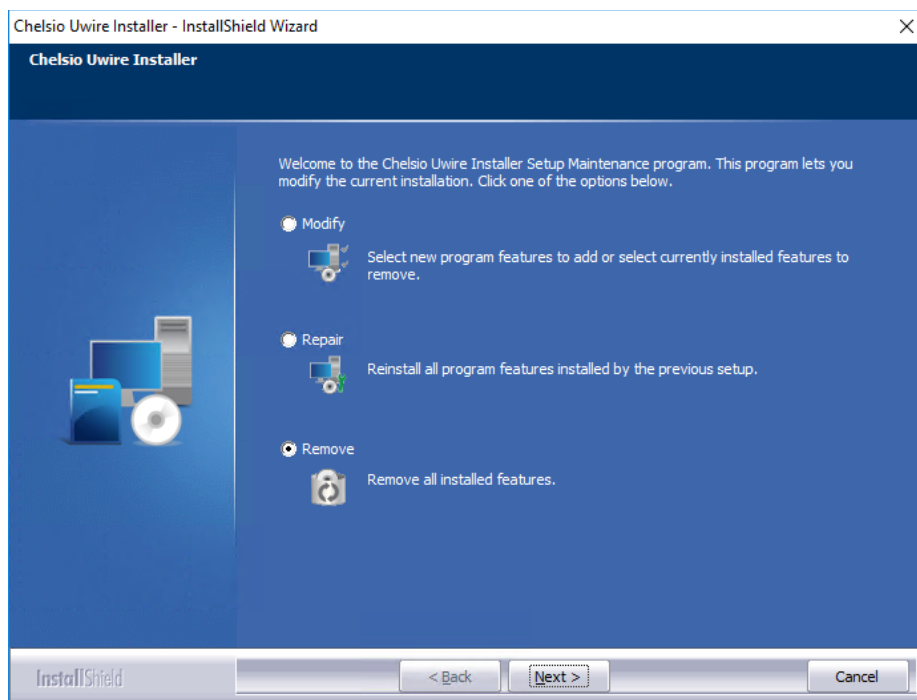 Chelsio Uwire Installer - InstallShield Wizard
Chelsio Uwire Installer
Welcome to the Chelsio Uwire Installer Setup Maintenance program. This program lets you
modify the current installation. Click one of the options below.
Modify
Select new program features to add or select currently installed features to
remove.
Repair
Reinstall all program features installed by the previous setup.
Remove
Remove all installed features.
InstallShield
< Back
Next >
Cancel